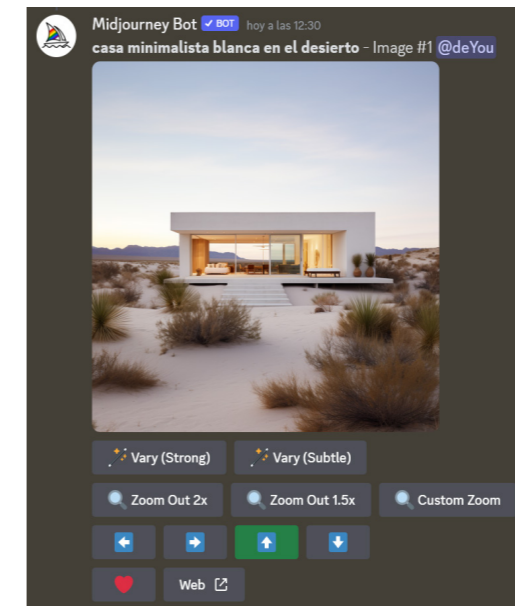 Midjourney Bot ✓ BOT hoy a las 12:30
casa minimalista blanca en el desierto - Image #1 @deYou
Vary (Strong) Vary (Subtle)
Zoom Out 2x Zoom Out 1.5x Custom Zoom
Web